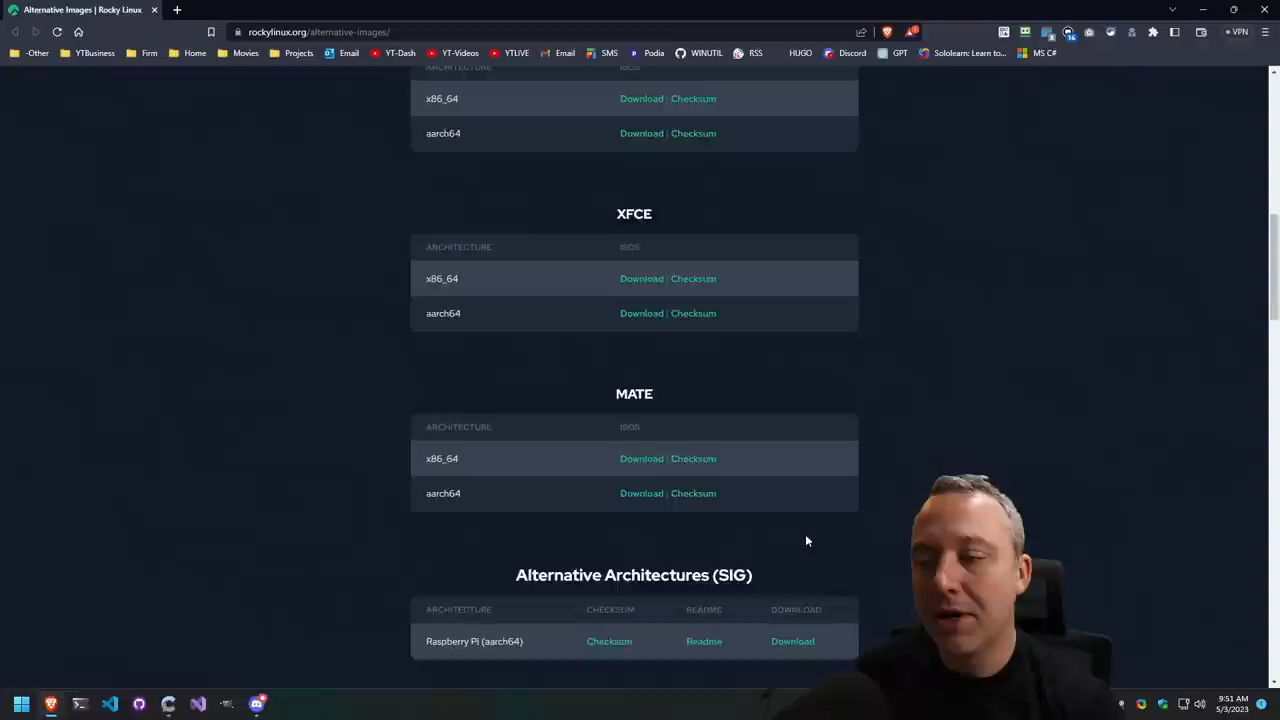 Alternative Images | Rocky Linux
rockylinux.org/alternative-images/
VPN
-Other YTBusiness Firm Home Movies Projects Email YT-Dash YT-Videos YTLIVE Email SMS Podia WINUTIL RSS HUGO Discord GPT Sololearn: Learn to... MS C#
ARCHITECTURE ISOS
x86_64 Download | Checksum
aarch64 Download | Checksum
XFCE
ARCHITECTURE ISOS
x86_64 Download | Checksum
aarch64 Download | Checksum
MATE
ARCHITECTURE ISOS
x86_64 Download | Checksum
aarch64 Download | Checksum
Alternative Architectures (SIG)
ARCHITECTURE CHECKSUM README DOWNLOAD
Raspberry Pi (aarch64) Checksum Readme Download
9:51 AM
5/3/2023